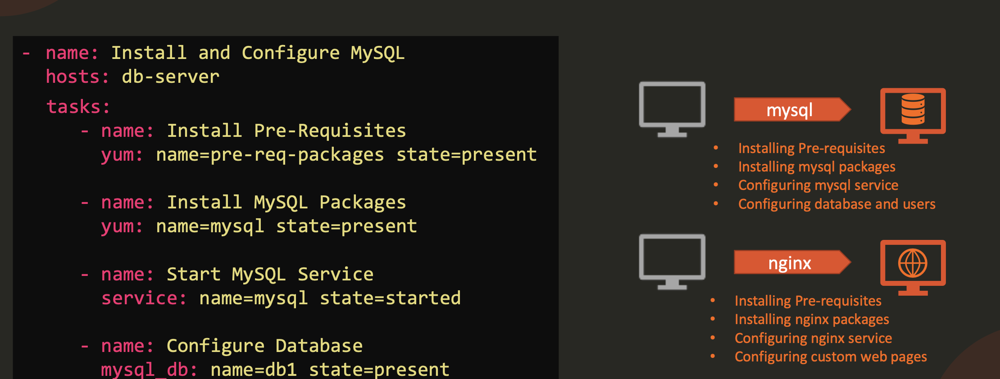 - name: Install and Configure MySQL
hosts: db-server
tasks:
- name: Install Pre-Requisites
yum: name=pre-req-packages state=present
- name: Install MySQL Packages
yum: name=mysql state=present
- name: Start MySQL Service
service: name=mysql state=started
- name: Configure Database
mysql_db: name=db1 state=present
mysql
• Installing Pre-requisites
• Installing mysql packages
• Configuring mysql service
• Configuring database and users
nginx
• Installing Pre-requisites
• Installing nginx packages
• Configuring nginx service
• Configuring custom web pages